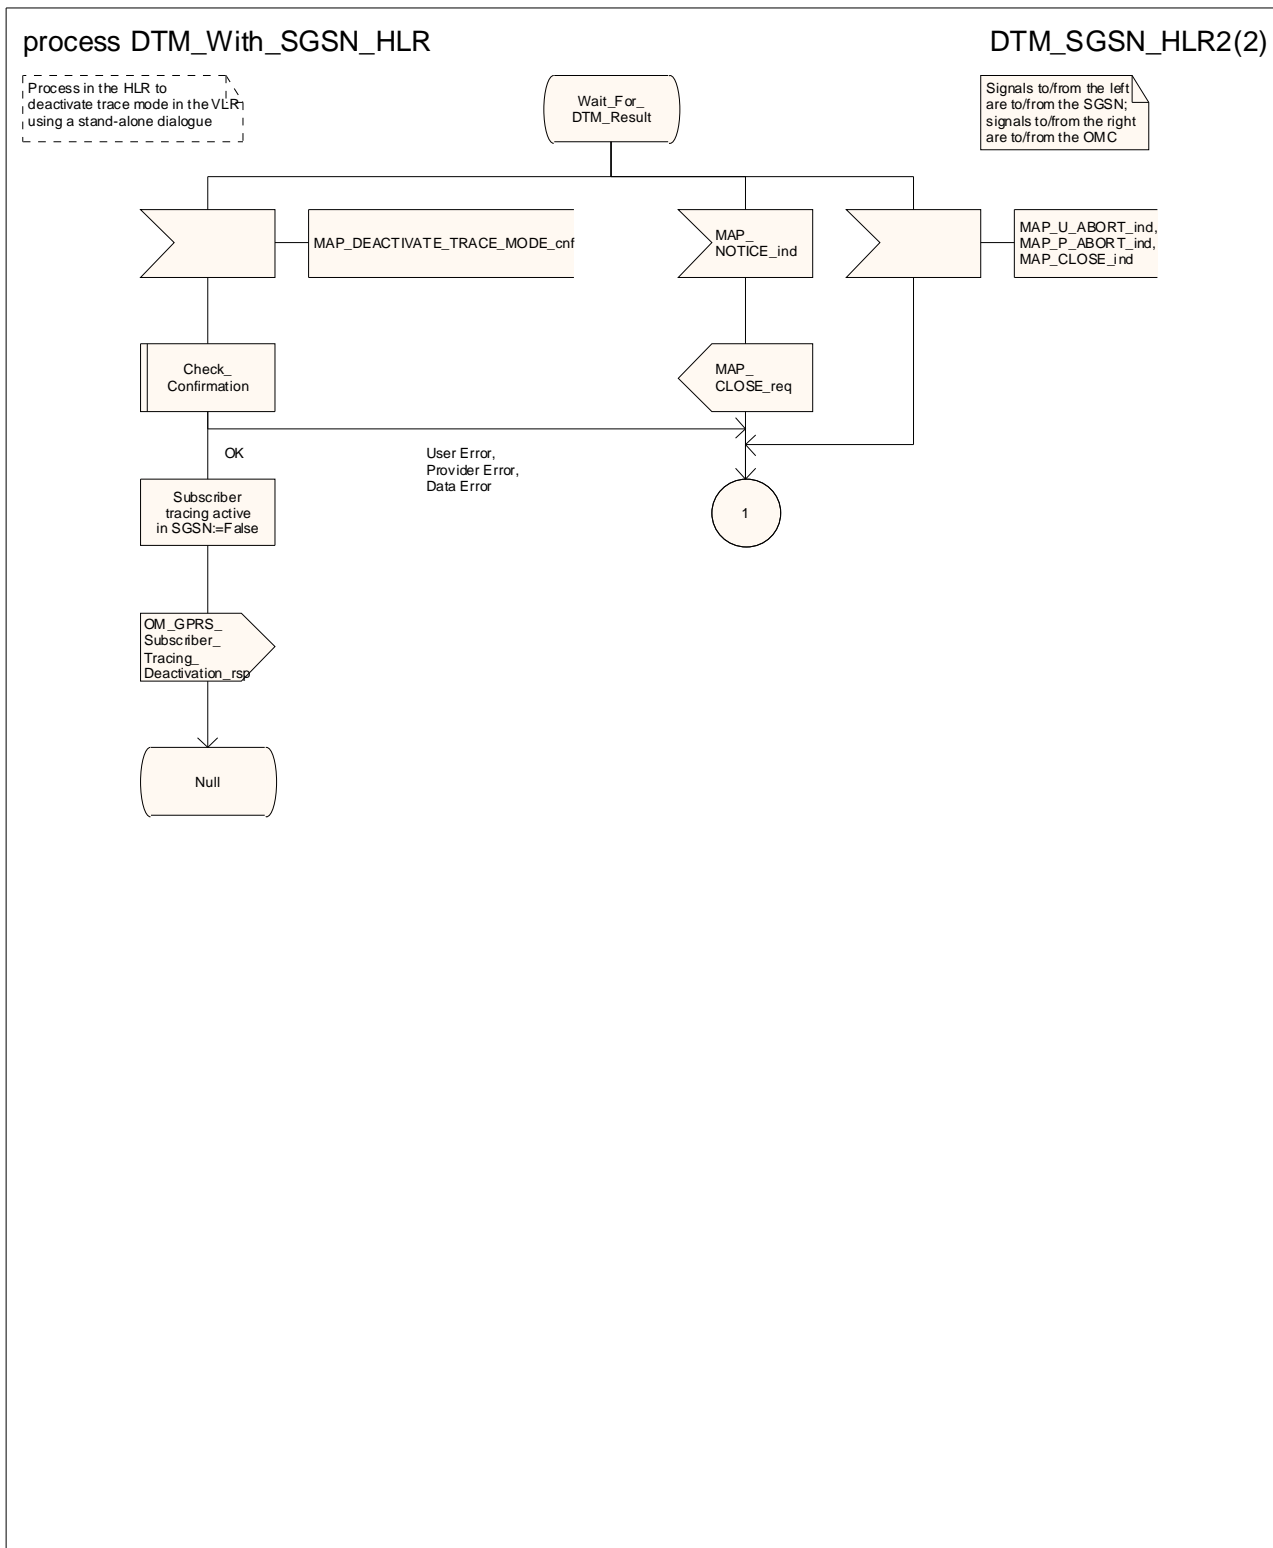 process DTM_With_SGSN_HLR
DTM_SGSN_HLR2(2)
Process in the HLR to
deactivate trace mode in the VLR
using a stand-alone dialogue
Wait_For_
DTM_Result
Signals to/from the left
are to/from the SGSN;
signals to/from the right
are to/from the OMC
MAP_DEACTIVATE_TRACE_MODE_cnf
MAP_
NOTICE_ind
MAP_U_ABORT_ind,
MAP_P_ABORT_ind,
MAP_CLOSE_ind
Check_
Confirmation
MAP_
CLOSE_req
OK
User Error,
Provider Error,
Data Error
Subscriber
tracing active
in SGSN:=False
1
OM_GPRS_
Subscriber_
Tracing_
Deactivation_rsp
Null